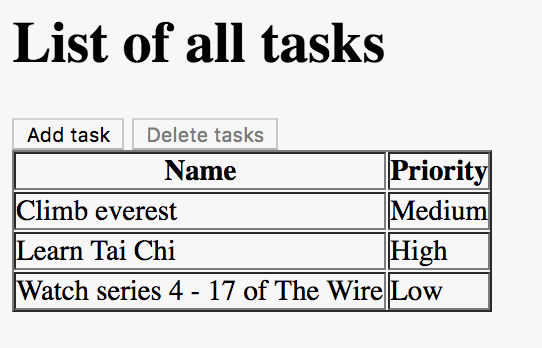 List of all tasks
Add task Delete tasks
Name Priority
Climb everest Medium
Learn Tai Chi High
Watch series 4 - 17 of The Wire Low